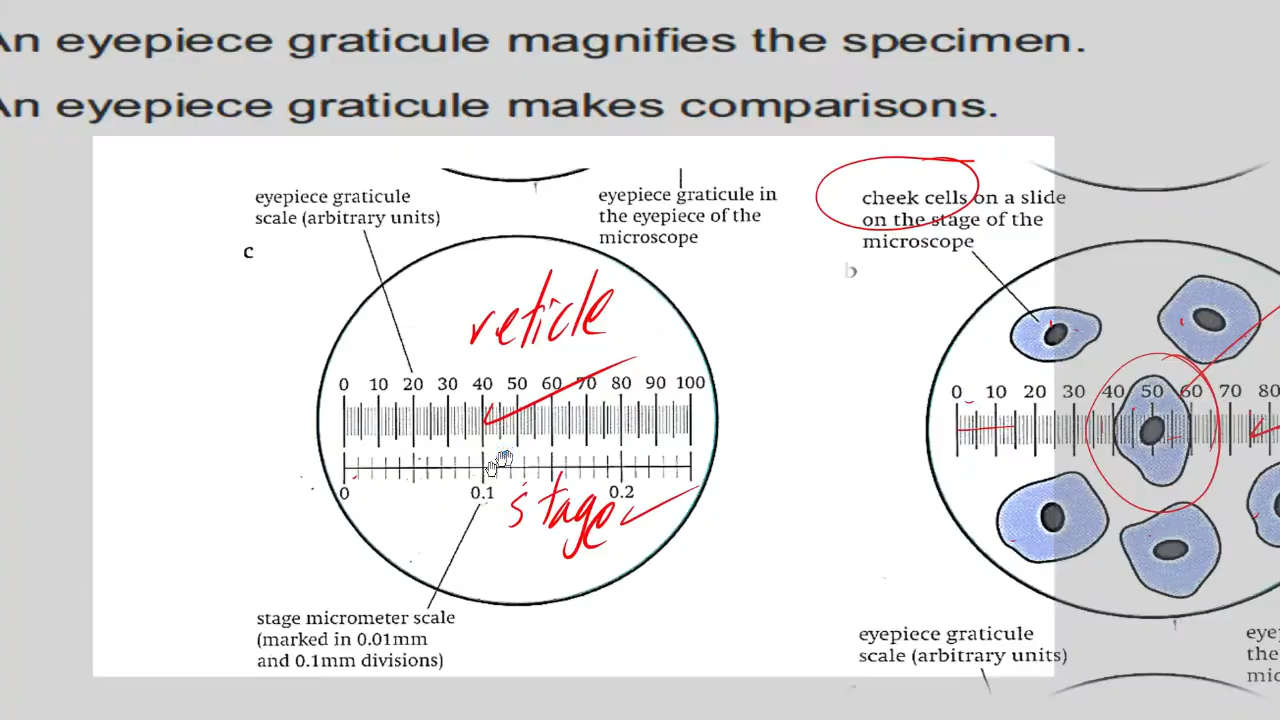 An eyepiece graticule magnifies the specimen.
An eyepiece graticule makes comparisons.
eyepiece graticule
scale (arbitrary units)
eyepiece graticule in
the eyepiece of the
microscope
cheek cells on a slide
on the stage of the
microscope
c
b
reticle
0 10 20 30 40 50 60 70 80 90 100
0 0.1 0.2
stage
0 10 20 30 40 50 60 70 80
stage micrometer scale
(marked in 0.01mm
and 0.1mm divisions)
eyepiece graticule
scale (arbitrary units)
the